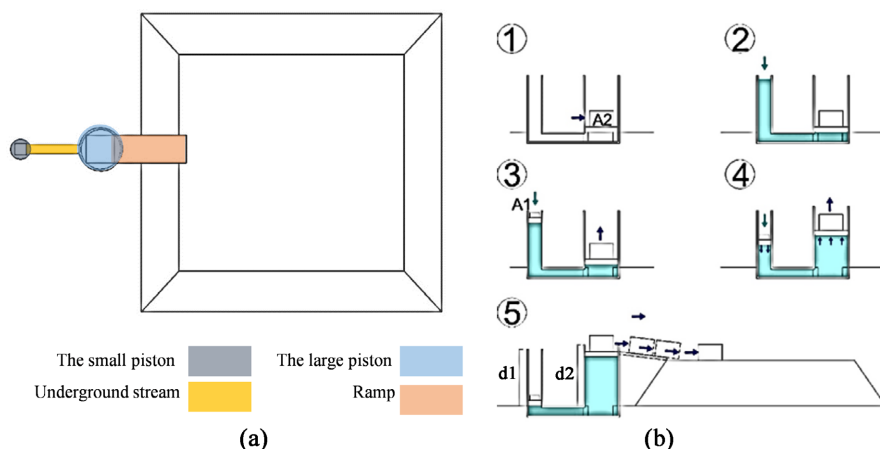 The small piston
The large piston
Underground stream
Ramp
(a)
1
2
A2
3
4
A1
5
d1
d2
(b)